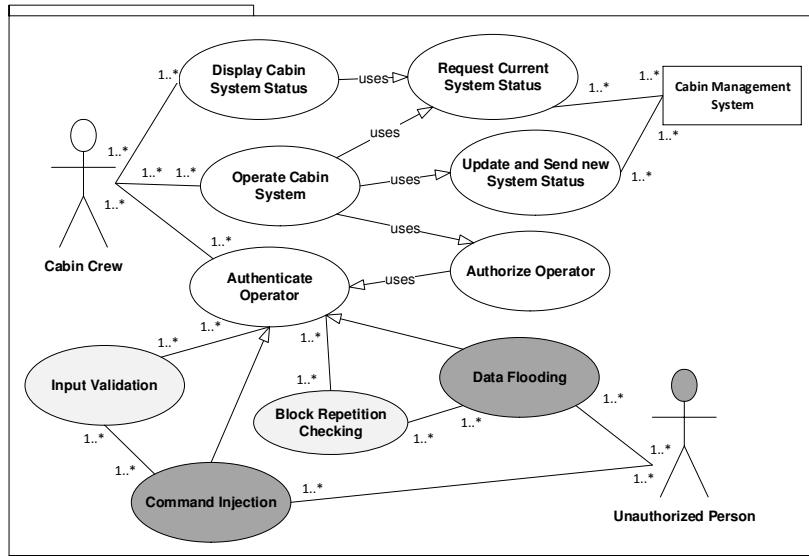 Display Cabin
System Status
uses
Request Current
System Status
1..*
1..*
1..*
1..*
Cabin Management
System
uses
1..*
1..*
1..*
1..*
Operate Cabin
System
uses
Update and Send new
System Status
1..*
1..*
uses
Cabin Crew
1..*
Authenticate
Operator
uses
Authorize Operator
1..*
1..*
1..*
Input Validation
Data Flooding
1..*
Block Repetition
Checking
1..*
1..*
1..*
1..*
1..*
1..*
1..*
1..*
Command Injection
Unauthorized Person